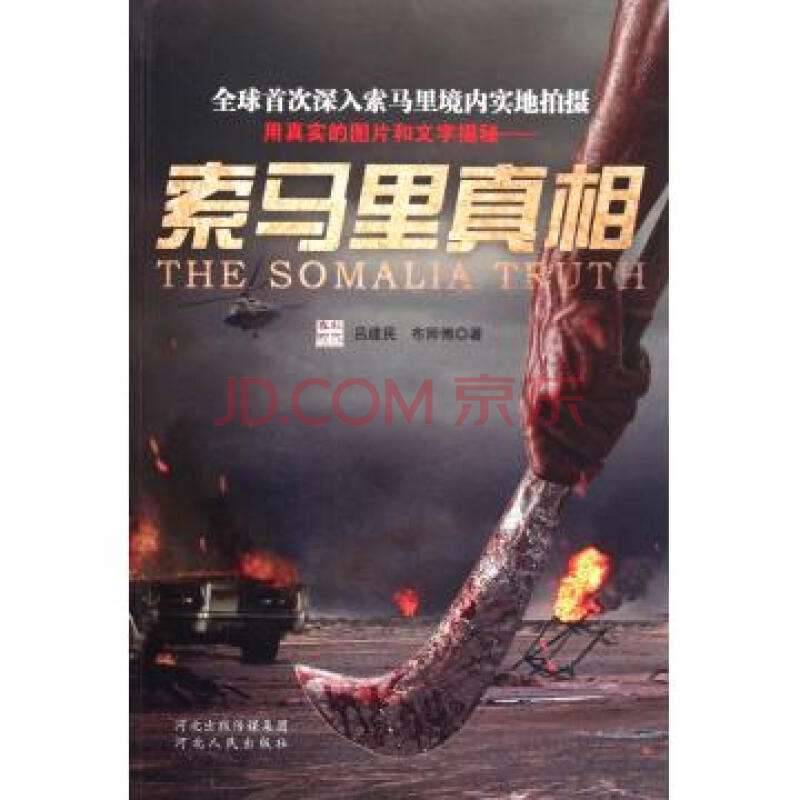 全球首次深入索马里境内实地拍摄
用真实的图片和文字揭秘——
索马里真相
THE SOMALIA TRUTH
吕建民 布师傅◎著
JD.COM 京东
河北出版传媒集团
河北人民出版社